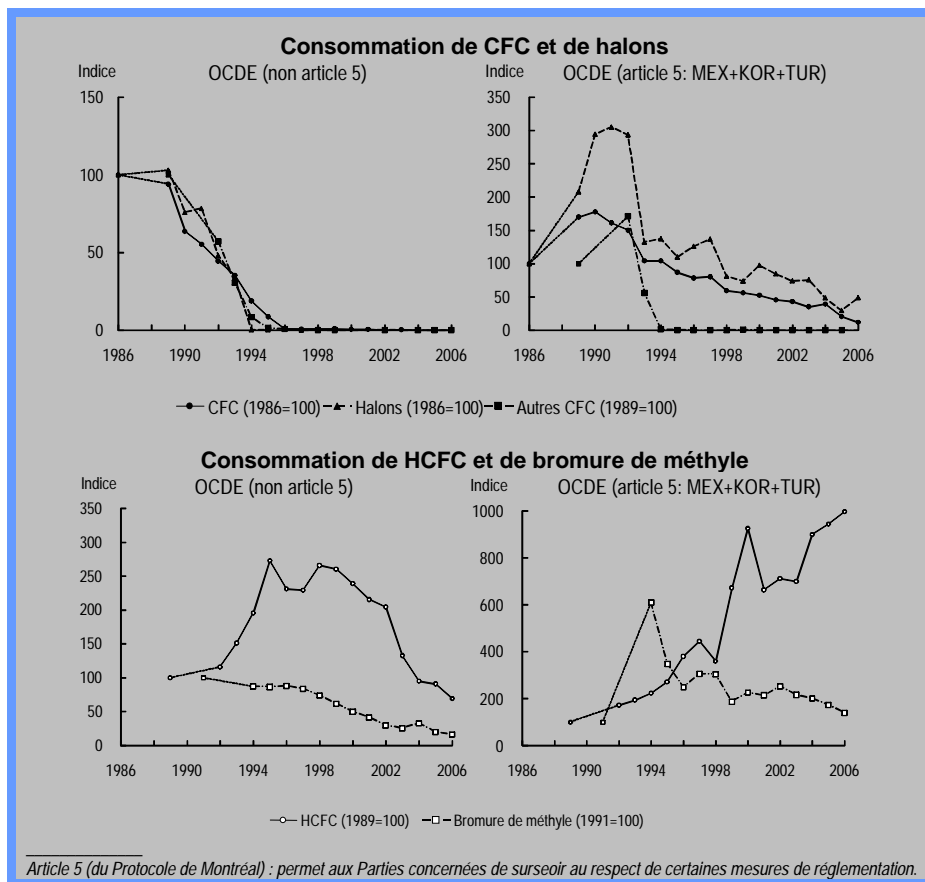 Consommation de CFC et de halons
Indice
OCDE (non article 5)
150
100
50
0
1986 1990 1994 1998 2002 2006
Indice
OCDE (article 5: MEX+KOR+TUR)
350
300
250
200
150
100
50
0
1986 1990 1994 1998 2002 2006
CFC (1986=100) Halons (1986=100) Autres CFC (1989=100)
Consommation de HCFC et de bromure de méthyle
Indice
OCDE (non article 5)
350
300
250
200
150
100
50
0
1986 1990 1994 1998 2002 2006
Indice
OCDE (article 5: MEX+KOR+TUR)
1000
800
600
400
200
0
1986 1990 1994 1998 2002 2006
HCFC (1989=100) Bromure de méthyle (1991=100)
Article 5 (du Protocole de Montréal) : permet aux Parties concernées de surseoir au respect de certaines mesures de réglementation.